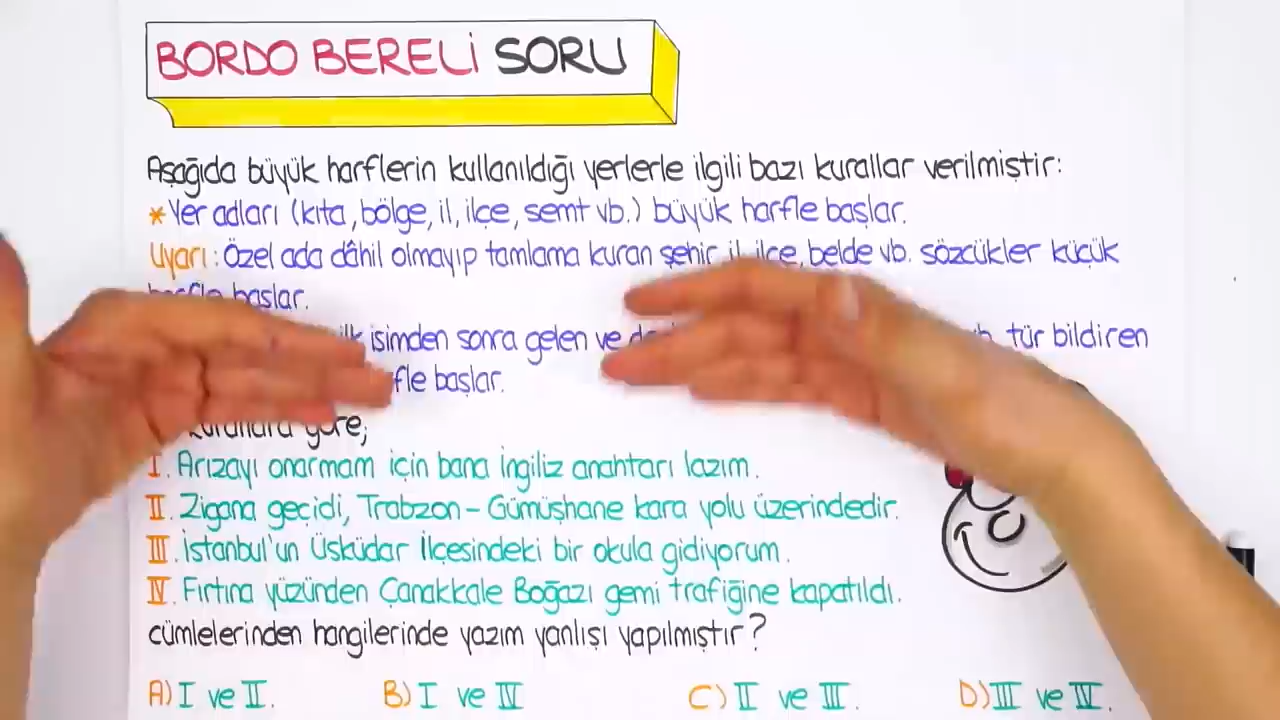 BORDO BERELİ SORU
Aşağıda büyük harflerin kullanıldığı yerlerle ilgili bazı kurallar verilmiştir:
* Yer adları (kıta, bölge, il, ilçe, semt vb.) büyük harfle başlar.
Uyarı: Özel ada dâhil olmayıp tamlama kuran şehir, il, ilçe, belde vb. sözcükler küçük
harfle başlar.
ilk isimden sonra gelen ve tür bildiren
başlar.
kurallara göre;
I. Arızayı onarmam için bana İngiliz anahtarı lazım.
II. Zigana geçidi, Trabzon - Gümüşhane kara yolu üzerindedir.
III. İstanbul'un Üsküdar İlçesindeki bir okula gidiyorum.
IV. Fırtına yüzünden Çanakkale Boğazı gemi trafiğine kapatıldı.
cümlelerinden hangilerinde yazım yanlışı yapılmıştır?
A) I ve II. B) I ve IV C) II ve III. D) III ve IV.